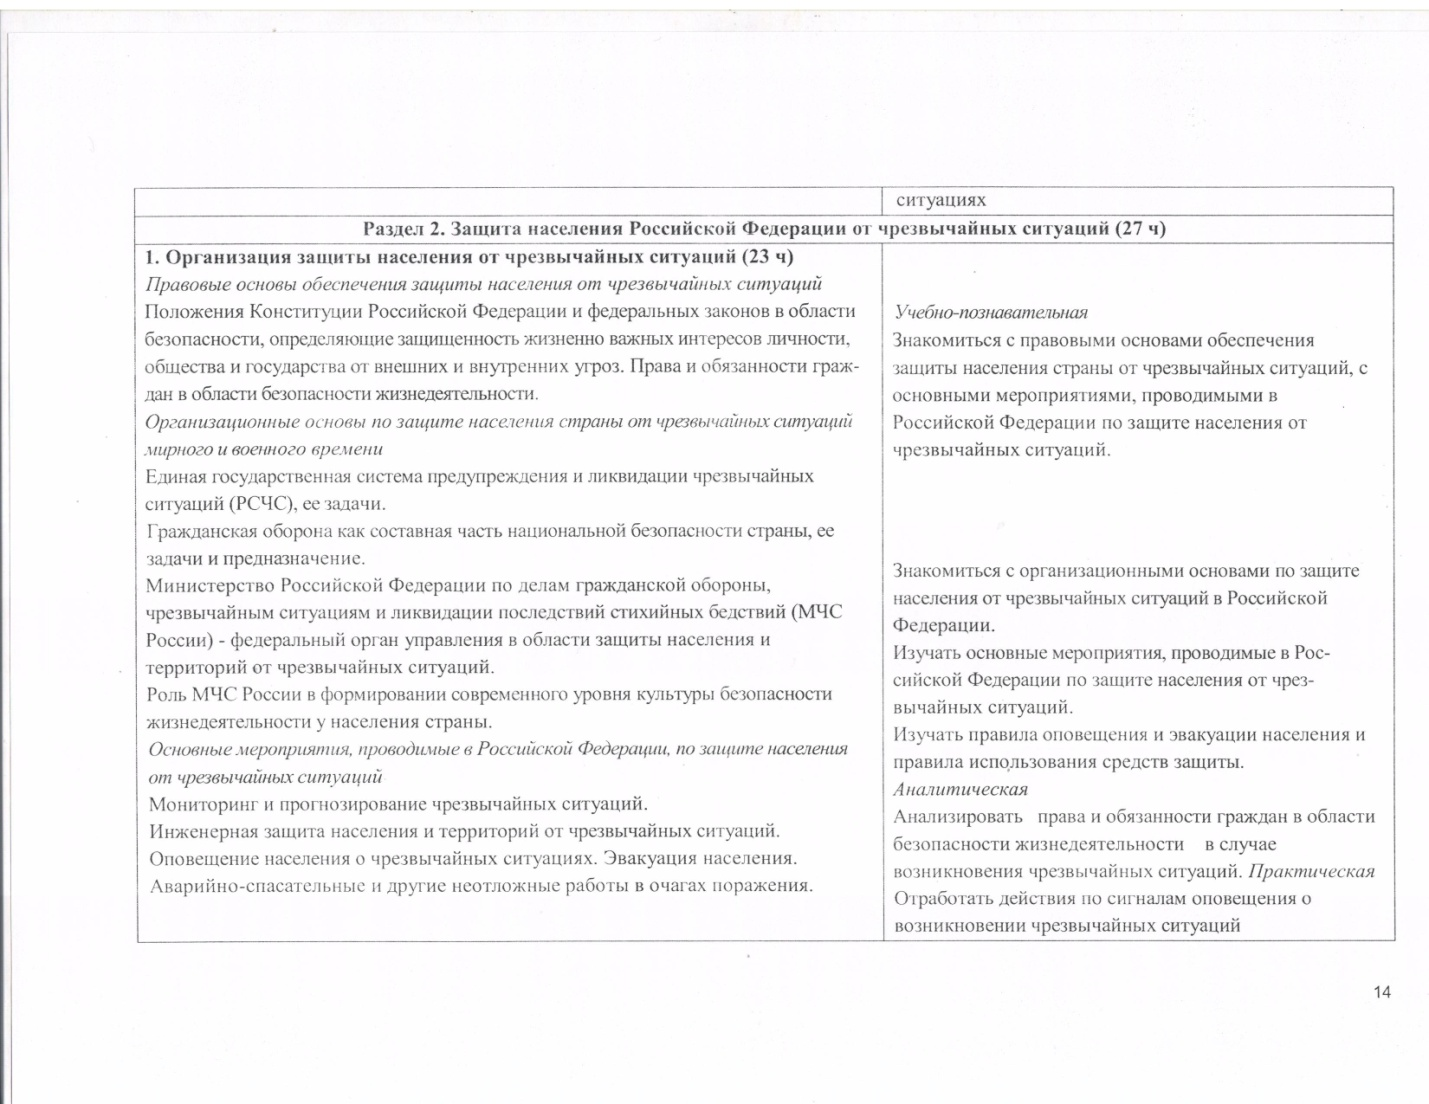 ситуациях
Раздел 2. Защита населения Российской Федерации от чрезвычайных ситуаций (27 ч)
1. Организация защиты населения от чрезвычайных ситуаций (23 ч)
Правовые основы обеспечения защиты населения от чрезвычайных ситуаций
Положения Конституции Российской Федерации и федеральных законов в области
безопасности, определяющие защищенность жизненно важных интересов личности,
общества и государства от внешних и внутренних угроз. Права и обязанности граж-
дан в области безопасности жизнедеятельности.
Организационные основы по защите населения страны от чрезвычайных ситуаций
мирного и военного времени
Единая государственная система предупреждения и ликвидации чрезвычайных
ситуаций (РСЧС), ее задачи.
Гражданская оборона как составная часть национальной безопасности страны, ее
задачи и предназначение.
Министерство Российской Федерации по делам гражданской обороны,
чрезвычайным ситуациям и ликвидации последствий стихийных бедствий (МЧС
России) - федеральный орган управления в области защиты населения и
территорий от чрезвычайных ситуаций.
Роль МЧС России в формировании современного уровня культуры безопасности
жизнедеятельности у населения страны.
Основные мероприятия, проводимые в Российской Федерации, по защите населения
от чрезвычайных ситуаций
Мониторинг и прогнозирование чрезвычайных ситуаций.
Инженерная защита населения и территорий от чрезвычайных ситуаций.
Оповещение населения о чрезвычайных ситуациях. Эвакуация населения.
Аварийно-спасательные и другие неотложные работы в очагах поражения.
Учебно-познавательная
Знакомиться с правовыми основами обеспечения
защиты населения страны от чрезвычайных ситуаций, с
основными мероприятиями, проводимыми в
Российской Федерации по защите населения от
чрезвычайных ситуаций.
Знакомиться с организационными основами по защите
населения от чрезвычайных ситуаций в Российской
Федерации.
Изучать основные мероприятия, проводимые в Рос-
сийской Федерации по защите населения от чрез-
вычайных ситуаций.
Изучать правила оповещения и эвакуации населения и
правила использования средств защиты.
Аналитическая
Анализировать права и обязанности граждан в области
безопасности жизнедеятельности в случае
возникновения чрезвычайных ситуаций. Практическая
Отработать действия по сигналам оповещения о
возникновении чрезвычайных ситуаций
14